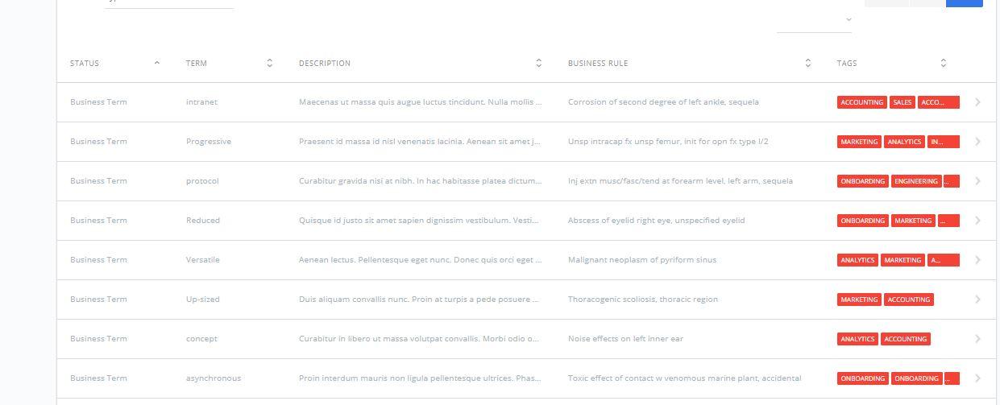 STATUS TERM DESCRIPTION BUSINESS RULE TAGS
Business Term intranet Maecenas ut massa quis augue luctus tincidunt. Nulla mollis ... Corrosion of second degree of left ankle, sequela ACCOUNTING SALES ACCO...
Business Term Progressive Praesent id massa id nisl venenatis lacinia. Aenean sit amet j... Unsp intracap fx unsp femur, init for opn fx type I/2 MARKETING ANALYTICS IN...
Business Term protocol Curabitur gravida nisi at nibh. In hac habitasse platea dictum... Inj extn musc/fasc/tend at forearm level, left arm, sequela ONBOARDING ENGINEERING ...
Business Term Reduced Quisque id justo sit amet sapien dignissim vestibulum. Vesti... Abscess of eyelid right eye, unspecified eyelid ONBOARDING MARKETING ...
Business Term Versatile Aenean lectus. Pellentesque eget nunc. Donec quis orci eget ... Malignant neoplasm of pyriform sinus ANALYTICS MARKETING A...
Business Term Up-sized Duis aliquam convallis nunc. Proin at turpis a pede posuere ... Thoracogenic scoliosis, thoracic region MARKETING ACCOUNTING
Business Term concept Curabitur in libero ut massa volutpat convallis. Morbi odio o... Noise effects on left inner ear ANALYTICS ACCOUNTING
Business Term asynchronous Proin interdum mauris non ligula pellentesque ultrices. Phas... Toxic effect of contact w venomous marine plant, accidental ONBOARDING ONBOARDING ...